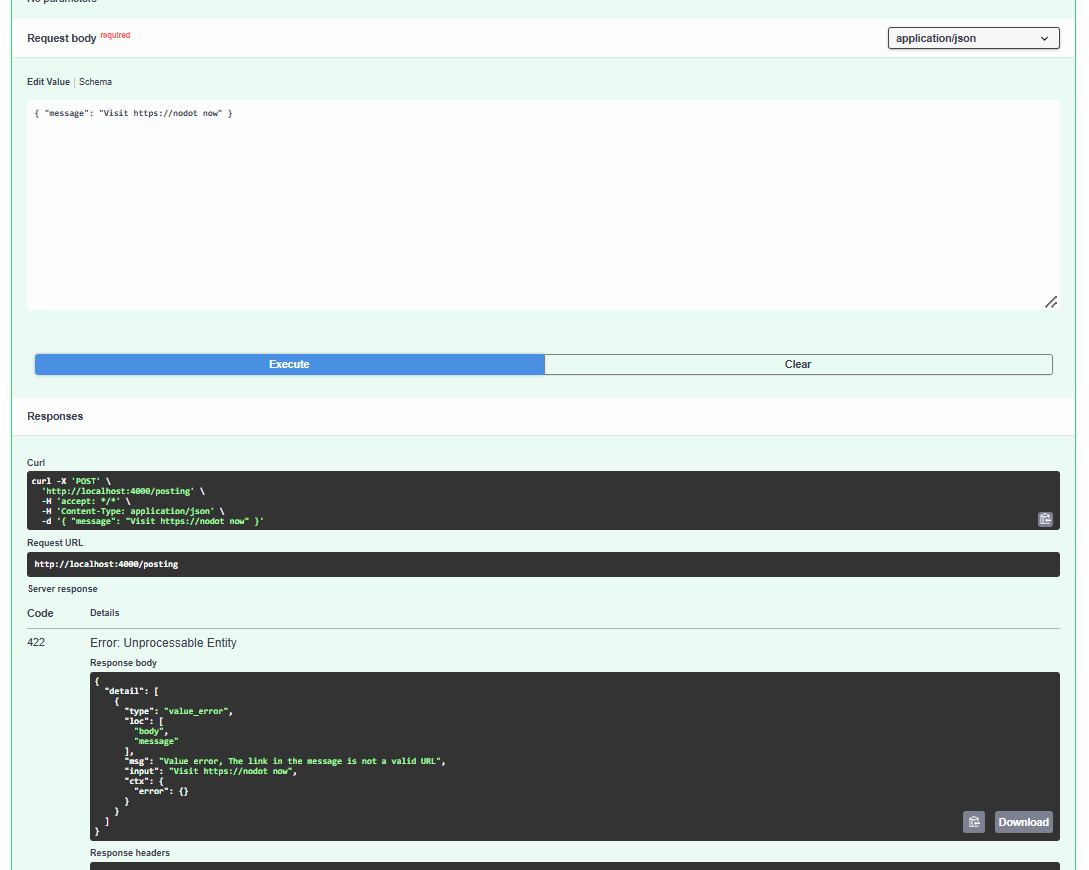 No parameters
Request body required
application/json
Edit Value | Schema
{ "message": "Visit https://nodot now" }
Execute
Clear
Responses
Curl
curl -X 'POST' \
  'http://localhost:4000/posting' \
  -H 'accept: */*' \
  -H 'Content-Type: application/json' \
  -d '{ "message": "Visit https://nodot now" }'
Request URL
http://localhost:4000/posting
Server response
Code Details
422 Error: Unprocessable Entity
Response body
{
  "detail": [
    {
      "type": "value_error",
      "loc": [
        "body",
        "message"
      ],
      "msg": "Value error, The link in the message is not a valid URL",
      "input": "Visit https://nodot now",
      "ctx": {
        "error": {}
      }
    }
  ]
}
Download
Response headers